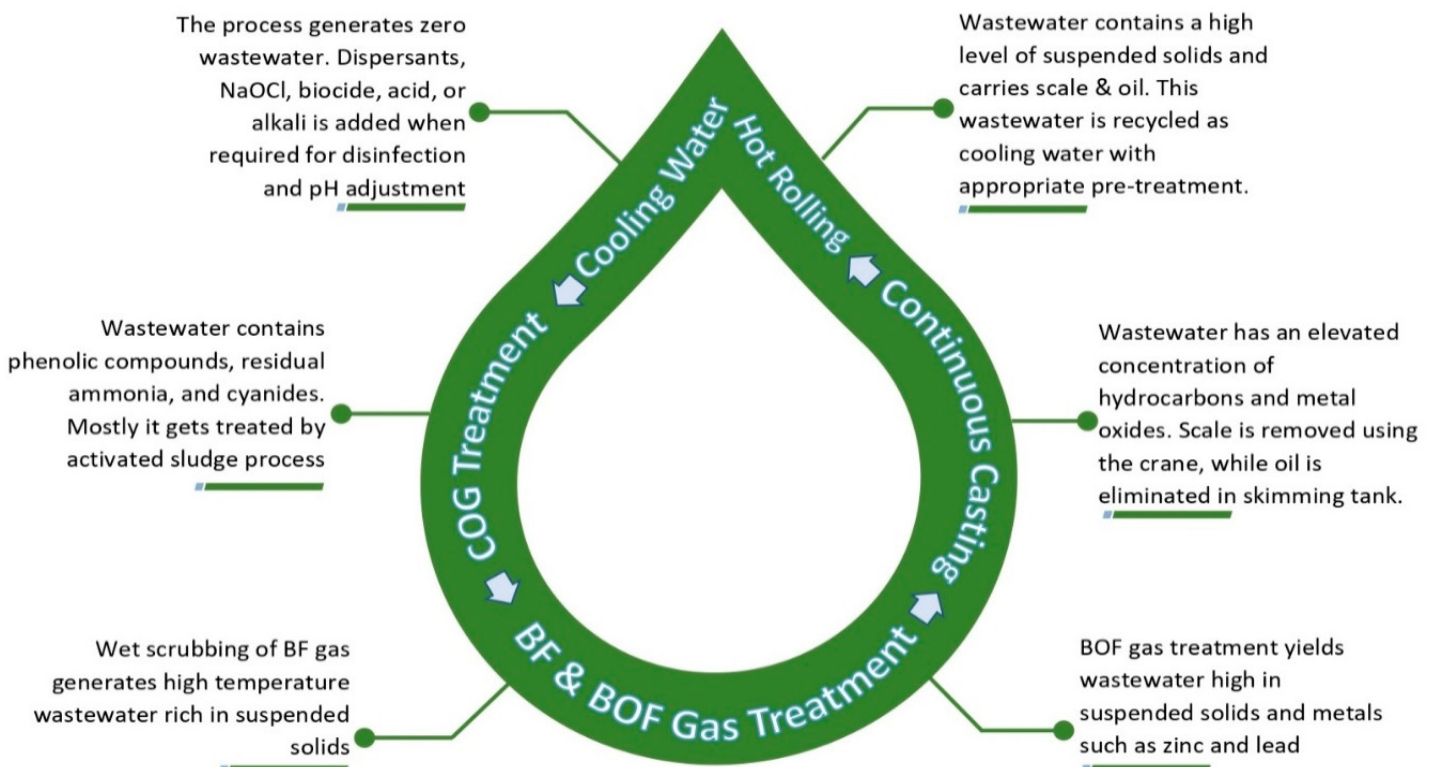 The process generates zero
wastewater. Dispersants,
NaOCl, biocide, acid, or
alkali is added when
required for disinfection
and pH adjustment
Wastewater contains a high
level of suspended solids and
carries scale & oil. This
wastewater is recycled as
cooling water with
appropriate pre-treatment.
Cooling Water
Hot Rolling
Wastewater contains
phenolic compounds, residual
ammonia, and cyanides.
Mostly it gets treated by
activated sludge process
COG Treatment
Continuous Casting
Wastewater has an elevated
concentration of
hydrocarbons and metal
oxides. Scale is removed using
the crane, while oil is
eliminated in skimming tank.
Wet scrubbing of BF gas
generates high temperature
wastewater rich in suspended
solids
BF & BOF Gas Treatment
BOF gas treatment yields
wastewater high in
suspended solids and metals
such as zinc and lead